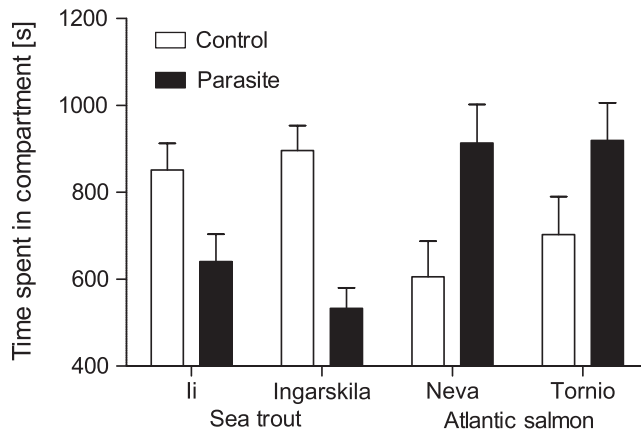 Time spent in compartment [s]
1200
1000
800
600
400
Control
Parasite
Ii
Ingarskila
Neva
Tornio
Sea trout
Atlantic salmon